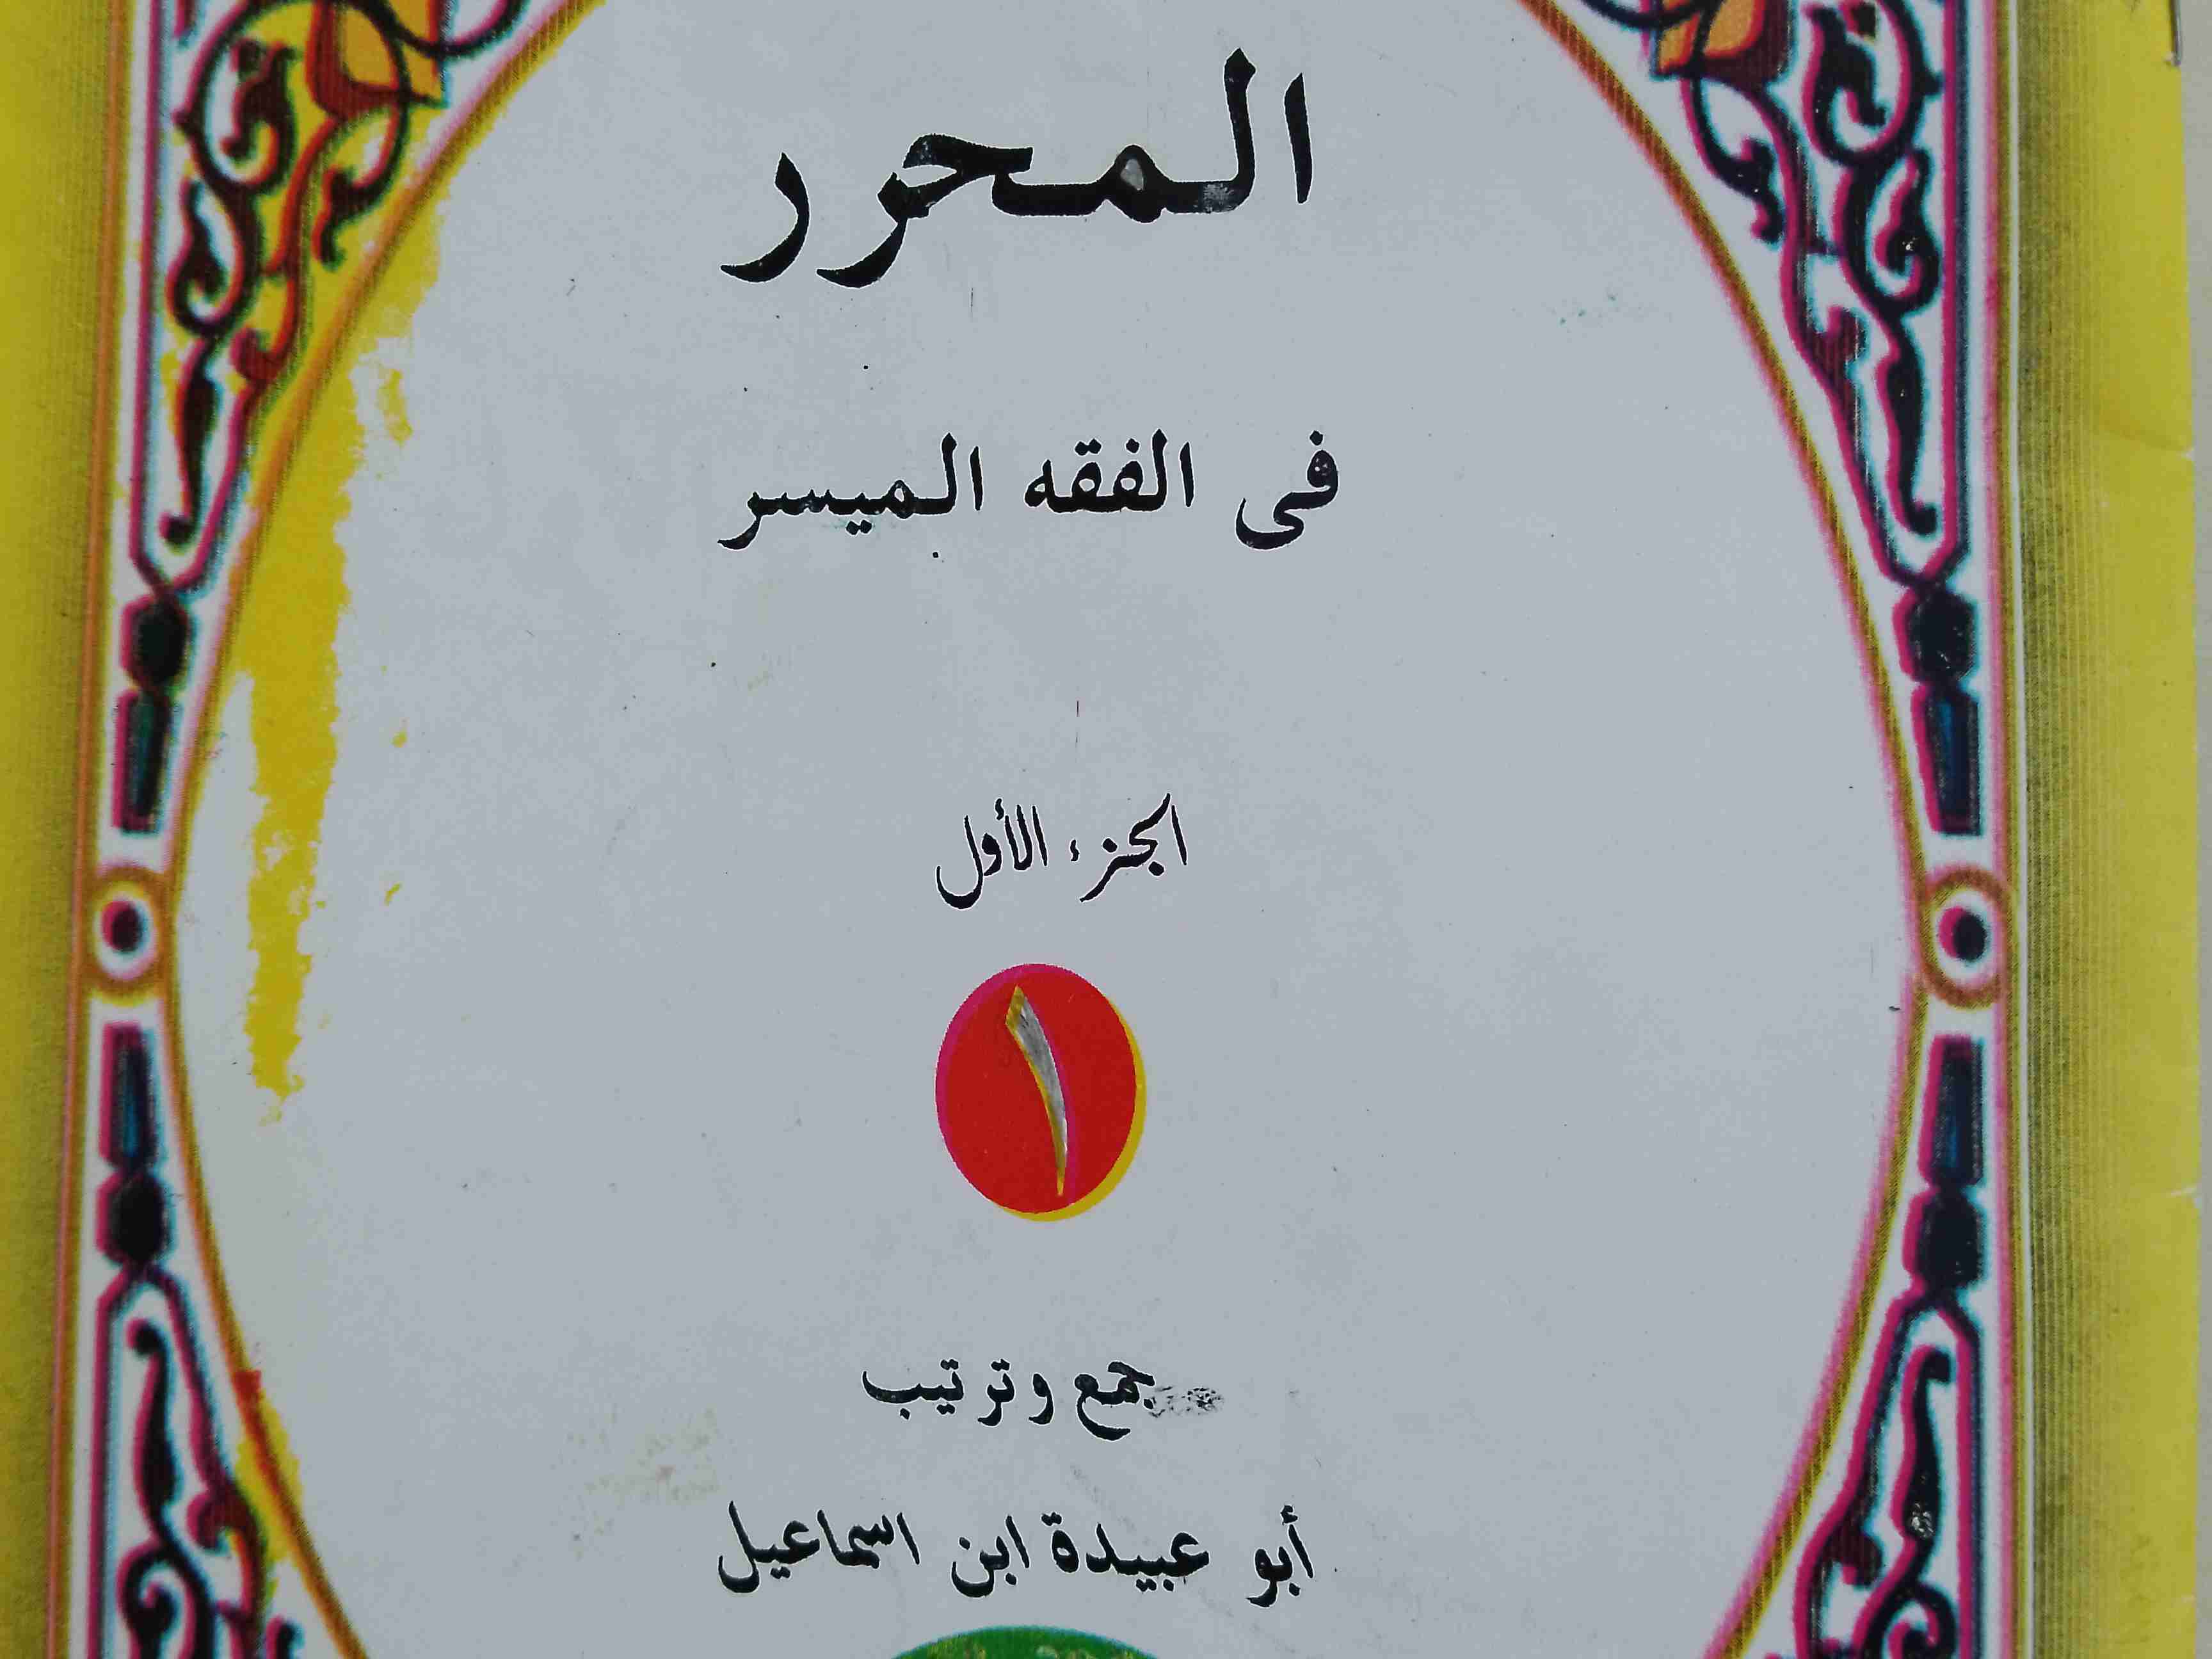 المحرر
فى الفقه الميسر
الجزء الأول
١
جمع وترتيب
أبو عبيدة ابن اسماعيل